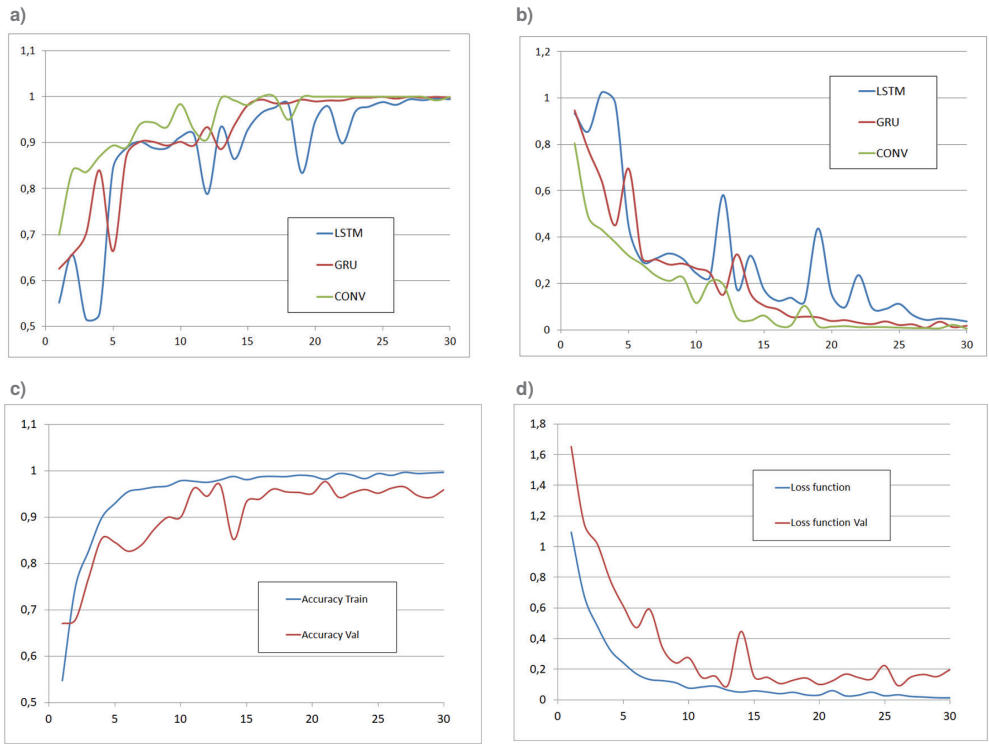 a)
1,1
1
0,9
0,8
0,7
0,6
0,5
0 5 10 15 20 25 30
LSTM
GRU
CONV
b)
1,2
1
0,8
0,6
0,4
0,2
0
0 5 10 15 20 25 30
LSTM
GRU
CONV
c)
1,1
1
0,9
0,8
0,7
0,6
0,5
0 5 10 15 20 25 30
Accuracy Train
Accuracy Val
d)
1,8
1,6
1,4
1,2
1
0,8
0,6
0,4
0,2
0
0 5 10 15 20 25 30
Loss function
Loss function Val